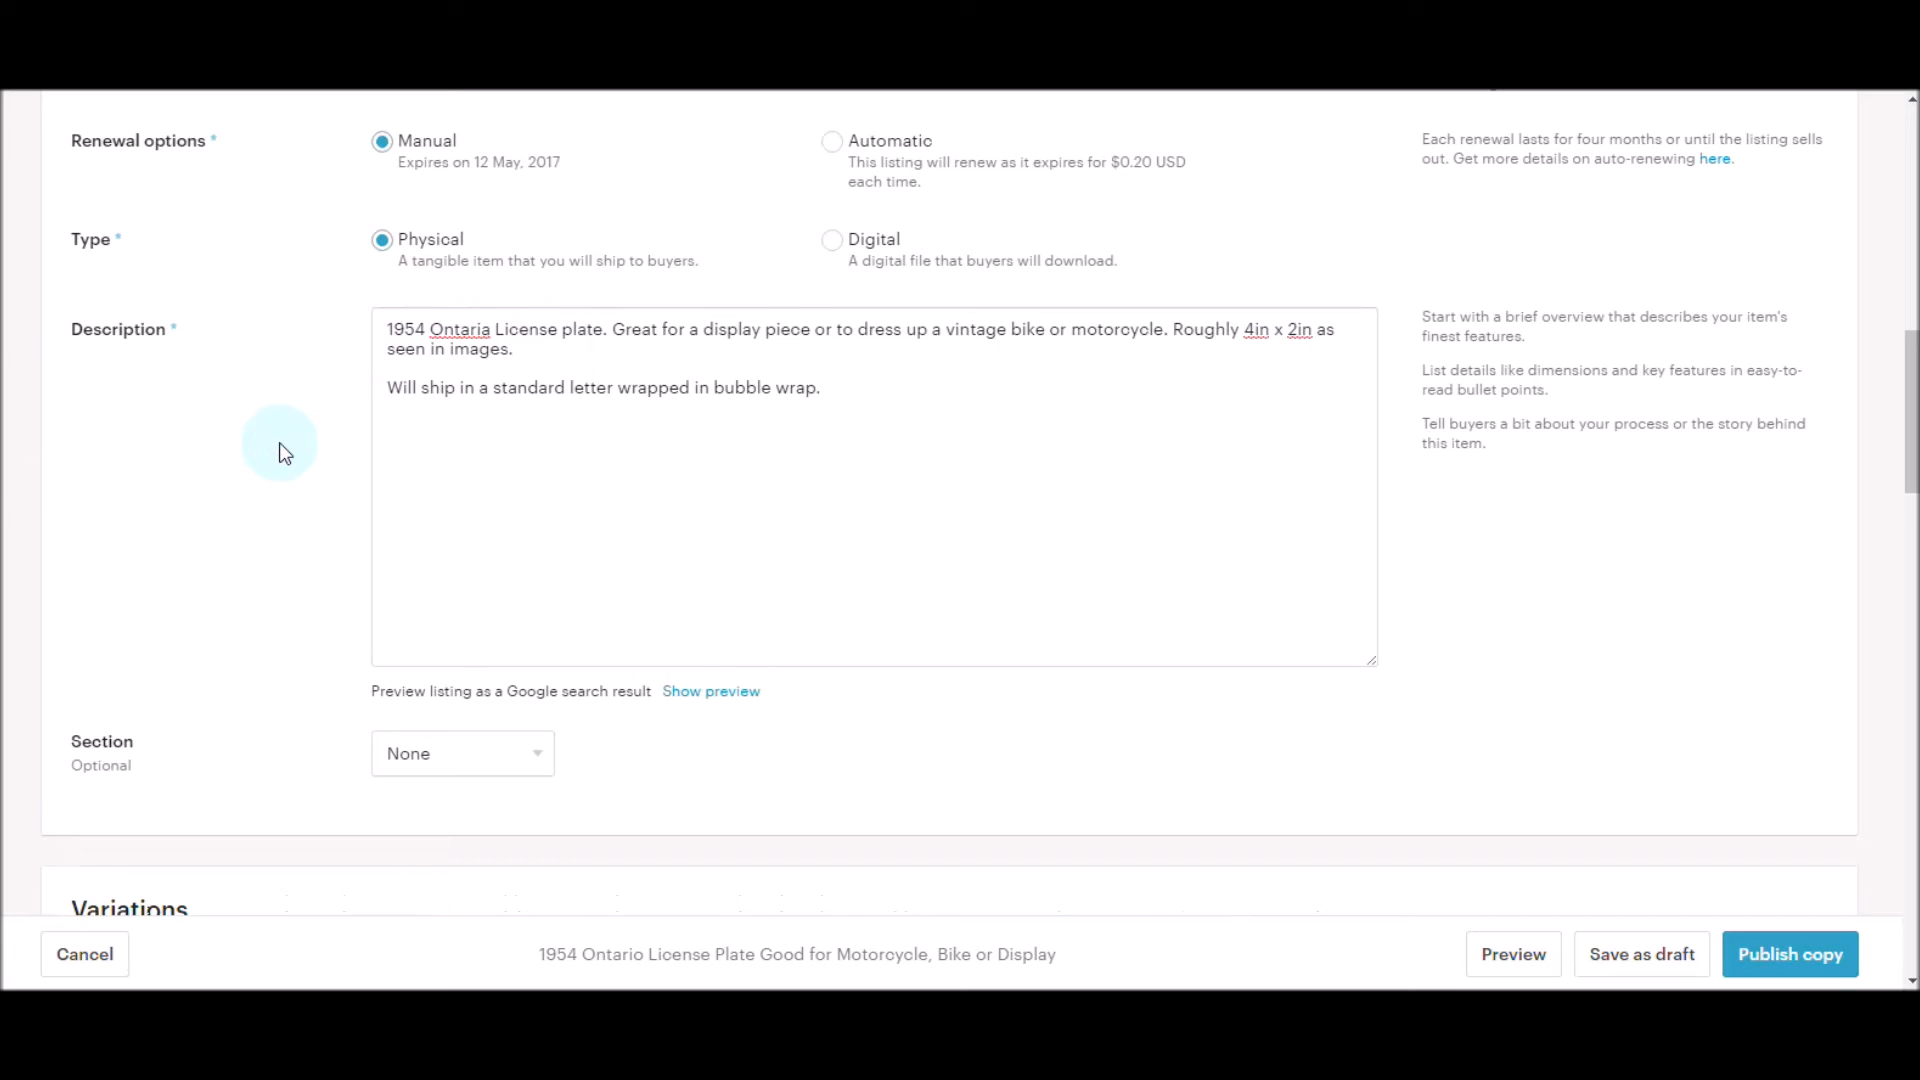 Renewal options *
Manual
Expires on 12 May, 2017
Automatic
This listing will renew as it expires for $0.20 USD
each time.
Each renewal lasts for four months or until the listing sells
out. Get more details on auto-renewing here.
Type *
Physical
A tangible item that you will ship to buyers.
Digital
A digital file that buyers will download.
Description *
1954 Ontaria License plate. Great for a display piece or to dress up a vintage bike or motorcycle. Roughly 4in x 2in as
seen in images.
Will ship in a standard letter wrapped in bubble wrap.
Start with a brief overview that describes your item's
finest features.
List details like dimensions and key features in easy-to-
read bullet points.
Tell buyers a bit about your process or the story behind
this item.
Preview listing as a Google search result Show preview
Section
Optional
None
Variations
Cancel
1954 Ontario License Plate Good for Motorcycle, Bike or Display
Preview
Save as draft
Publish copy